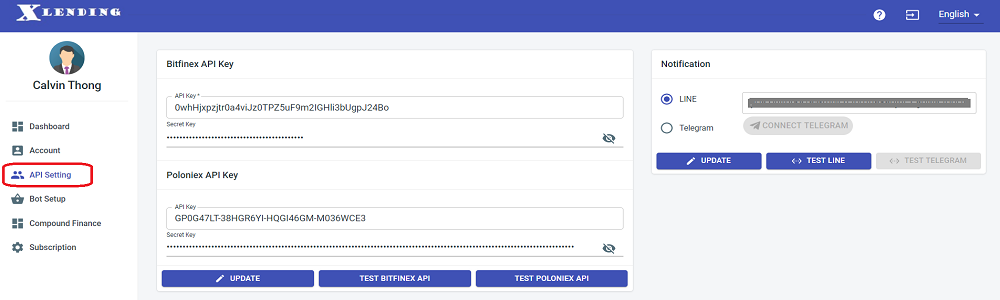 XLENDING
English
Calvin Thong
Dashboard
Account
API Setting
Bot Setup
Compound Finance
Subscription
Bitfinex API Key
API Key *
0whHjxpzjtr0a4viJz0TPZ5uF9m2IGHli3bUgpJ24Bo
Secret Key
Poloniex API Key
API Key
GP0G47LT-38HGR6YI-HQGI46GM-M036WCE3
Secret Key
UPDATE
TEST BITFINEX API
TEST POLONIEX API
Notification
LINE
Telegram
CONNECT TELEGRAM
UPDATE
TEST LINE
TEST TELEGRAM